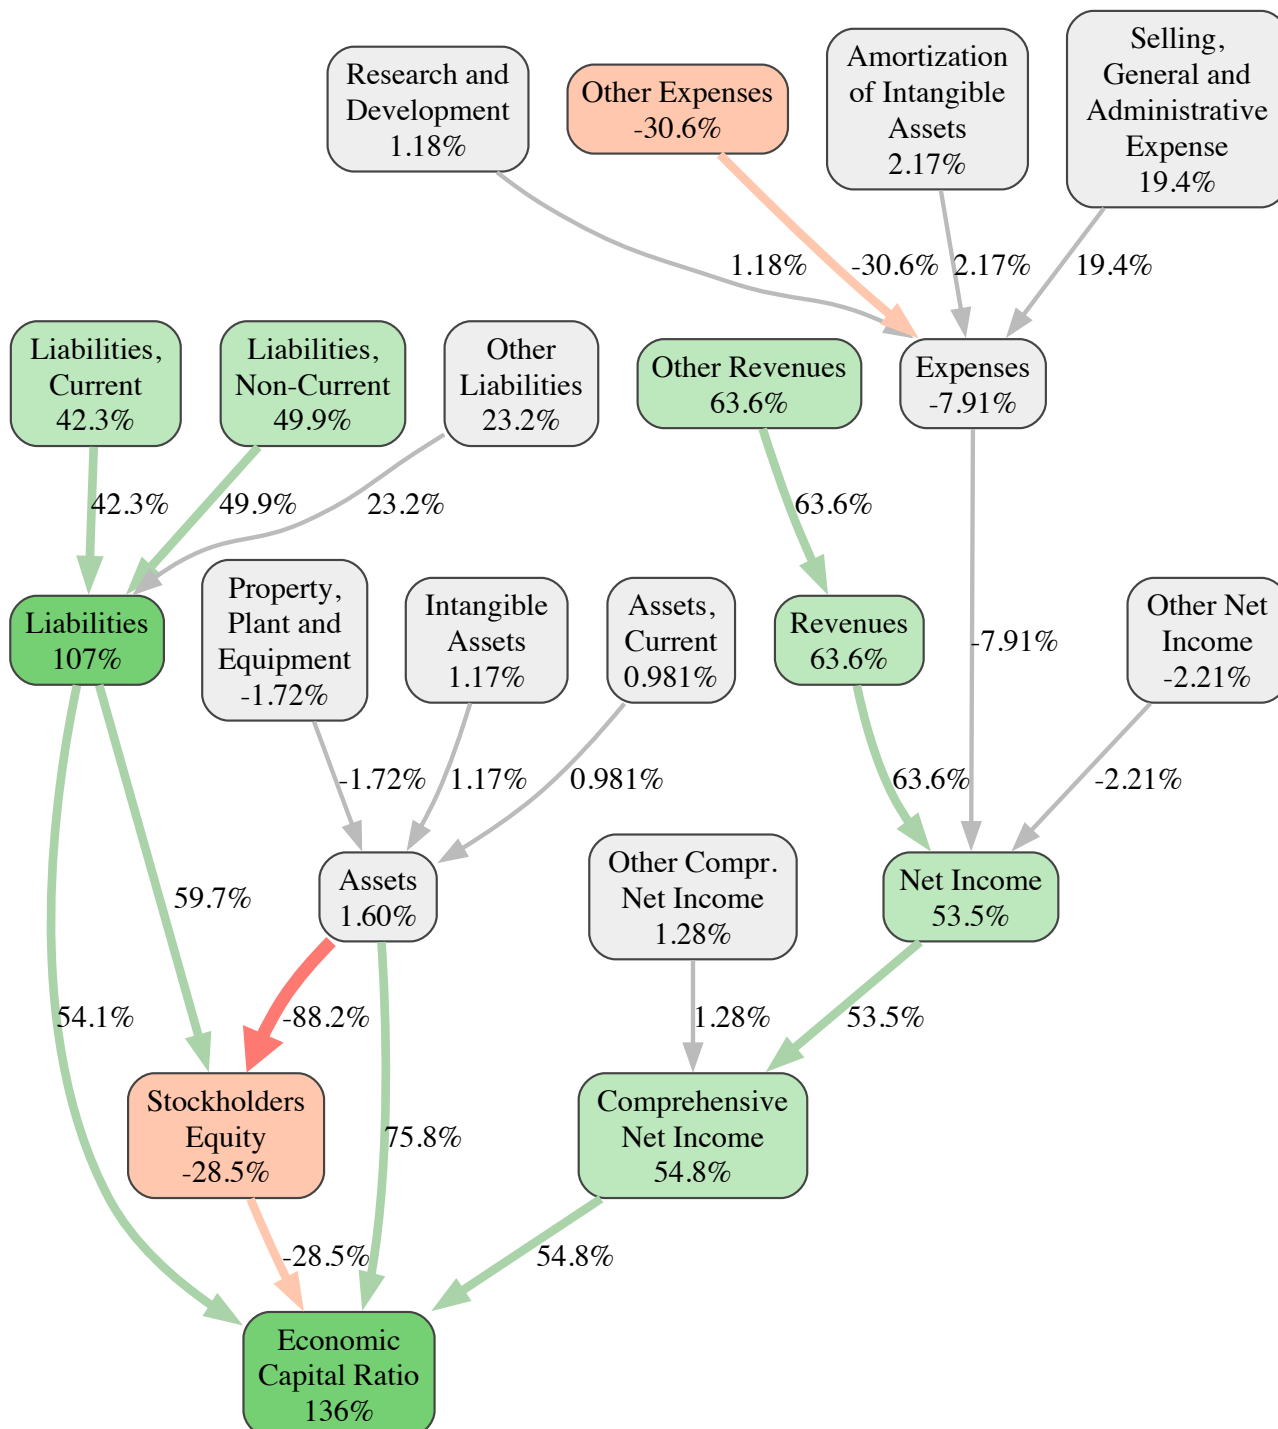 Research and
Development
1.18%
Other Expenses
-30.6%
Amortization
of Intangible
Assets
2.17%
Selling,
General and
Administrative
Expense
19.4%
1.18%
-30.6%
2.17%
19.4%
Liabilities,
Current
42.3%
Liabilities,
Non-Current
49.9%
Other
Liabilities
23.2%
Other Revenues
63.6%
Expenses
-7.91%
42.3%
49.9%
23.2%
63.6%
Liabilities
107%
Property,
Plant and
Equipment
-1.72%
Intangible
Assets
1.17%
Assets,
Current
0.981%
Revenues
63.6%
-7.91%
Other Net
Income
-2.21%
-1.72%
1.17%
0.981%
63.6%
-2.21%
59.7%
Assets
1.60%
Other Compr.
Net Income
1.28%
Net Income
53.5%
54.1%
-88.2%
1.28%
53.5%
Stockholders
Equity
-28.5%
75.8%
Comprehensive
Net Income
54.8%
-28.5%
54.8%
Economic
Capital Ratio
136%